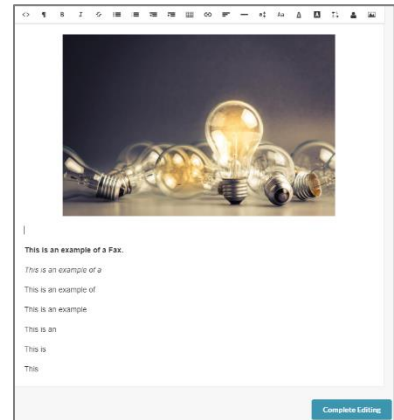 B I
Aa A A
This is an example of a Fax.
This is an example of a
This is an example of
This is an example
This is an
This is
This
Complete Editing